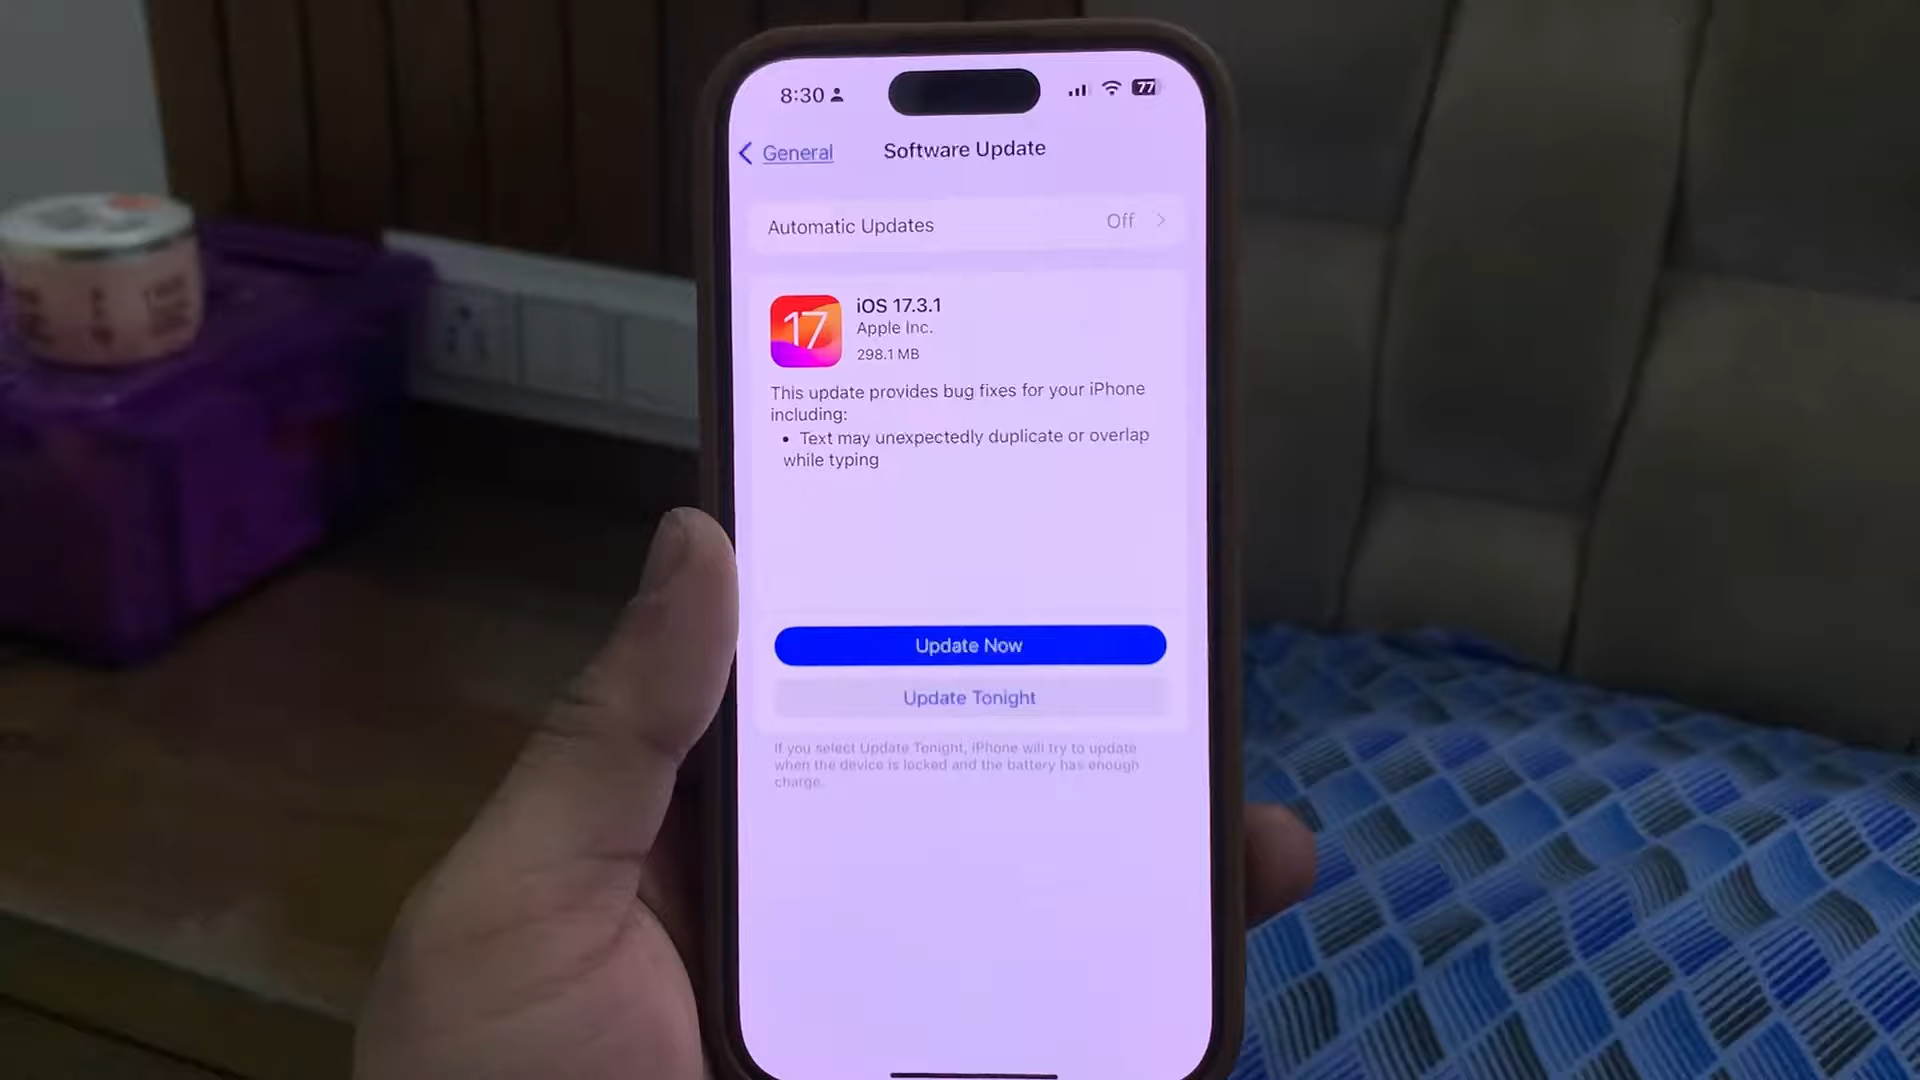 8:30
77
General
Software Update
Automatic Updates
Off
17
iOS 17.3.1
Apple Inc.
298.1 MB
This update provides bug fixes for your iPhone
including:
• Text may unexpectedly duplicate or overlap
while typing
Update Now
Update Tonight
If you select Update Tonight, iPhone will try to update
when the device is locked and the battery has enough
charge.